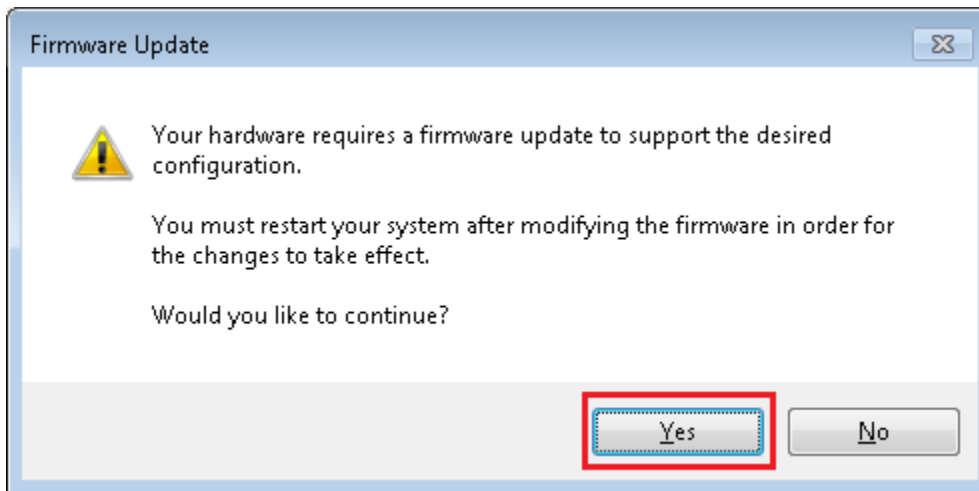 Firmware Update
Your hardware requires a firmware update to support the desired
configuration.
You must restart your system after modifying the firmware in order for
the changes to take effect.
Would you like to continue?
Yes
No